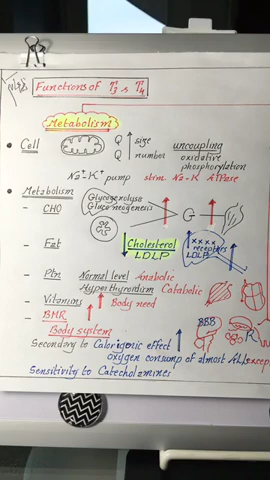 Functions of T3 & T4
Metabolism
• Cell Q ↑ size uncoupling
Q ↑ number oxidative
phosphorylation
Na+-K+ pump stim. Na-K ATPase
• Metabolism
- CHO Glycogenolysis ↑ G ↑
Gluconeogenesis
- Fat ↓ Cholesterol ↑ xxxx ↑
LDLP receptors
LDLP
- Ptn Normal level Anabolic
Hyperthyroidism Catabolic
- Vitamins ↑ Body need
- BMR ↑
Body system BBB R
Secondary to Calorigenic effect ↑
oxygen consump of almost ALL except
Sensitivity to Catecholamines